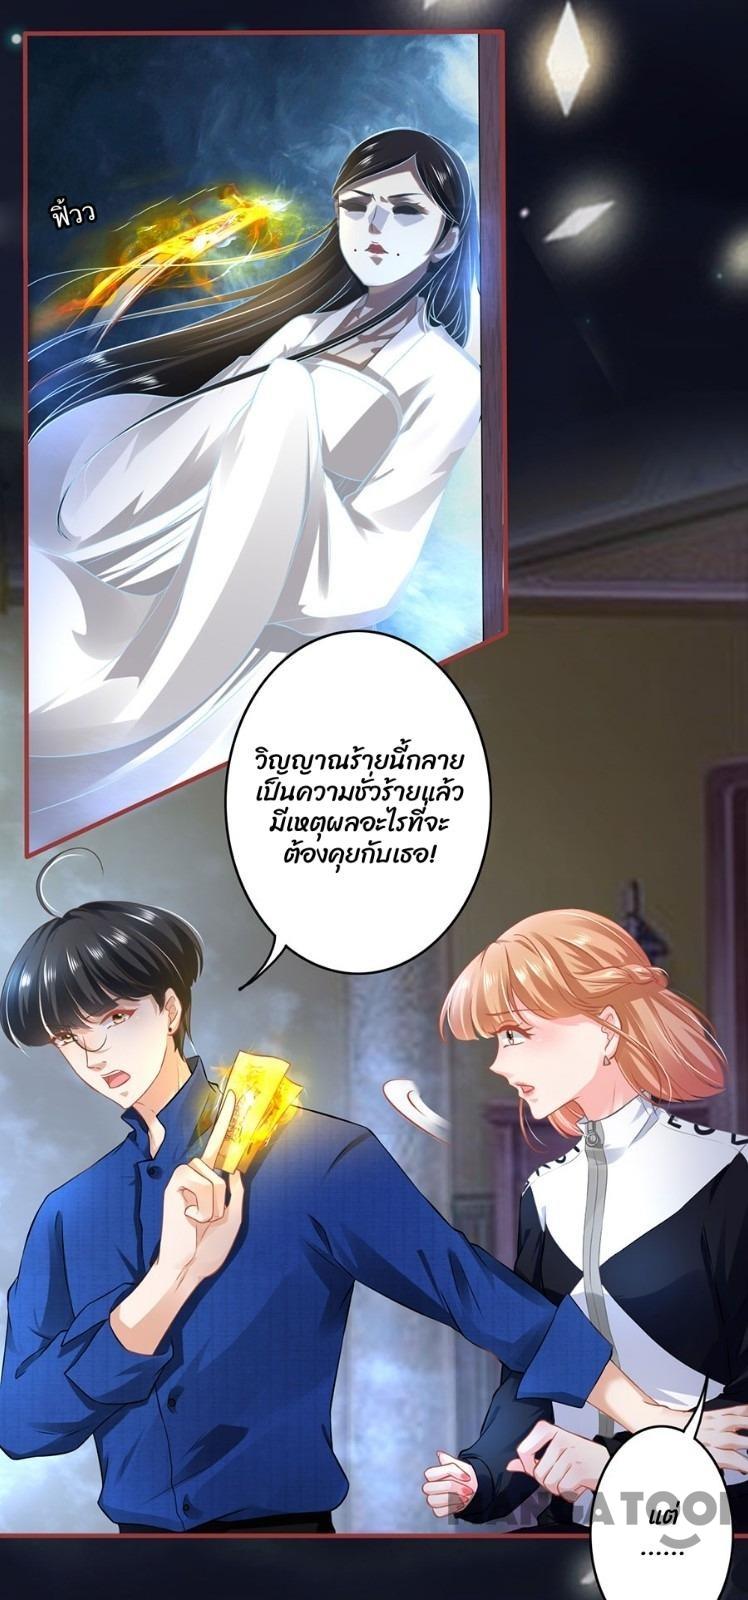 ฟิ้วว
วิญญาณร้ายนี้กลาย
เป็นความชั่วร้ายแล้ว
มีเหตุผลอะไรที่จะ
ต้องคุยกับเธอ!
แต่
......
MANGATOON